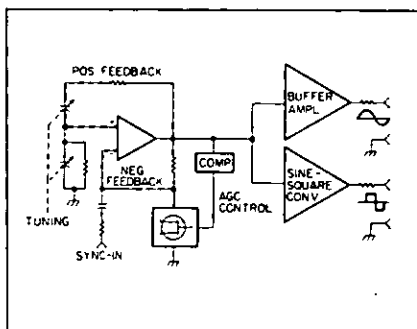 POS FEEDBACK
BUFFER
AMPL
NEG
FEEDBACK
COMP
AGC
CONTROL
SINE-
SQUARE
CONV
TUNING
SYNC-IN